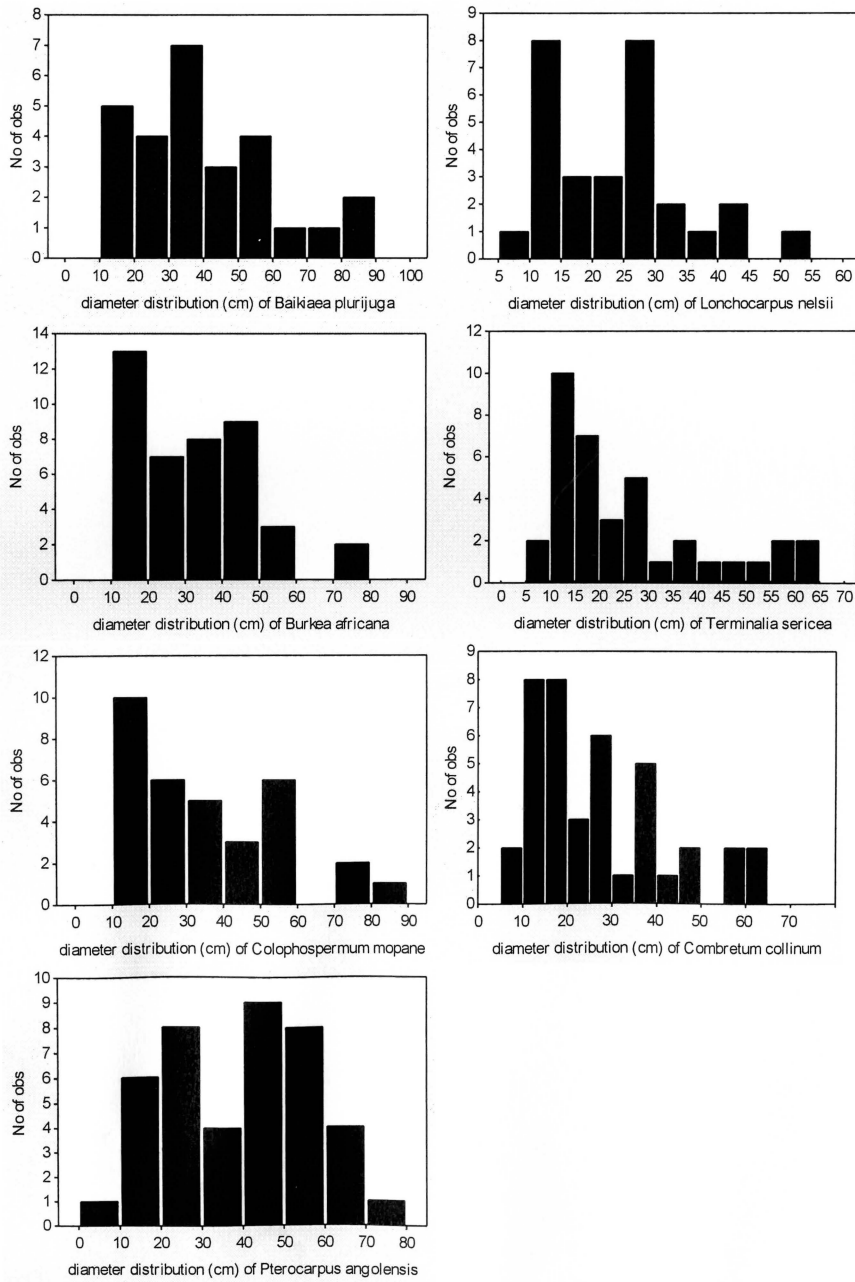 8
7
6
5
4
3
2
1
0
No of obs
0 10 20 30 40 50 60 70 80 90 100
diameter distribution (cm) of Baikiaea plurijuga
9
8
7
6
5
4
3
2
1
0
No of obs
5 10 15 20 25 30 35 40 45 50 55 60
diameter distribution (cm) of Lonchocarpus nelsii
14
12
10
8
6
4
2
0
No of obs
0 10 20 30 40 50 60 70 80 90
diameter distribution (cm) of Burkea africana
12
10
8
6
4
2
0
No of obs
0 5 10 15 20 25 30 35 40 45 50 55 60 65 70
diameter distribution (cm) of Terminalia sericea
12
10
8
6
4
2
0
No of obs
0 10 20 30 40 50 60 70 80 90
diameter distribution (cm) of Colophospermum mopane
9
8
7
6
5
4
3
2
1
0
No of obs
0 10 20 30 40 50 60 70
diameter distribution (cm) of Combretum collinum
10
9
8
7
6
5
4
3
2
1
0
No of obs
0 10 20 30 40 50 60 70 80
diameter distribution (cm) of Pterocarpus angolensis